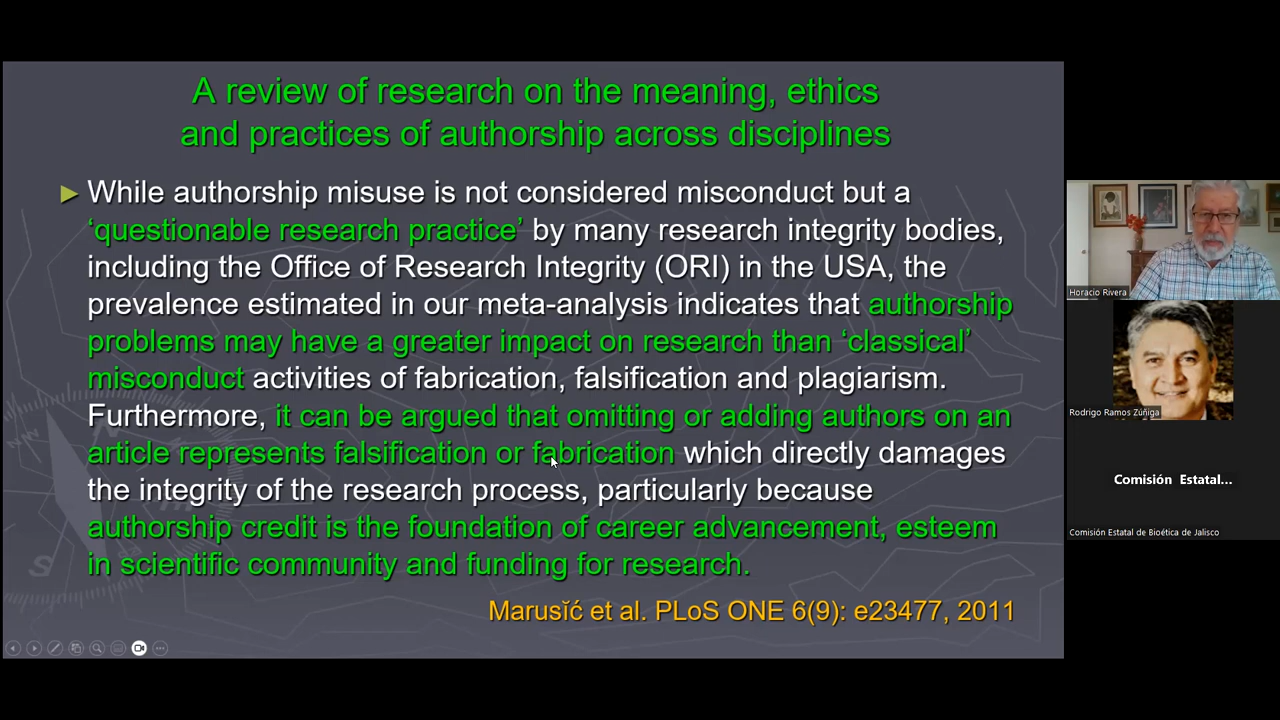 A review of research on the meaning, ethics
and practices of authorship across disciplines
► While authorship misuse is not considered misconduct but a
‘questionable research practice’ by many research integrity bodies,
including the Office of Research Integrity (ORI) in the USA, the
prevalence estimated in our meta-analysis indicates that authorship
problems may have a greater impact on research than ‘classical’
misconduct activities of fabrication, falsification and plagiarism.
Furthermore, it can be argued that omitting or adding authors on an
article represents falsification or fabrication which directly damages
the integrity of the research process, particularly because
authorship credit is the foundation of career advancement, esteem
in scientific community and funding for research.
Marusĭć et al. PLoS ONE 6(9): e23477, 2011
NN
S
Horacio Rivera
Rodrigo Ramos Zúñiga
Comisión Estatal...
Comisión Estatal de Bioética de Jalisco